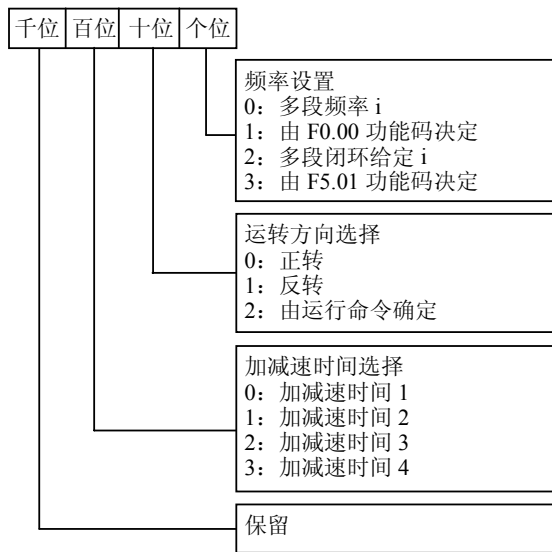 千位 百位 十位 个位
频率设置
0：多段频率 i
1：由 F0.00 功能码决定
2：多段闭环给定 i
3：由 F5.01 功能码决定
运转方向选择
0：正转
1：反转
2：由运行命令确定
加减速时间选择
0：加减速时间 1
1：加减速时间 2
2：加减速时间 3
3：加减速时间 4
保留